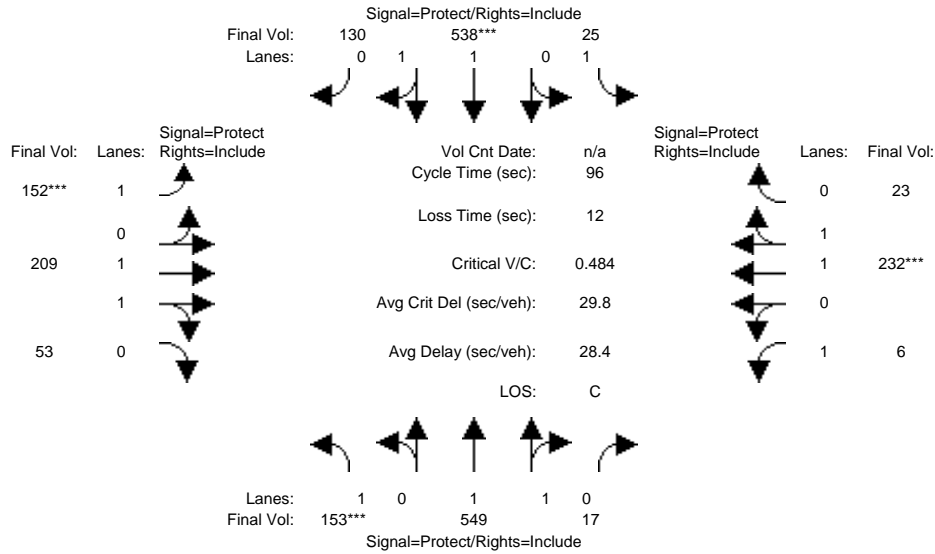 Signal=Protect/Rights=Include
Final Vol: 130 538*** 25
Lanes: 0 1 1 0 1
Signal=Protect Signal=Protect
Final Vol: Lanes: Rights=Include Vol Cnt Date: n/a Rights=Include Lanes: Final Vol:
Cycle Time (sec): 96
152*** 1 0 23
Loss Time (sec): 12
0 1
209 1 Critical V/C: 0.484 1 232***
1 Avg Crit Del (sec/veh): 29.8 0
53 0 Avg Delay (sec/veh): 28.4 1 6
LOS: C
Lanes: 1 0 1 1 0
Final Vol: 153*** 549 17
Signal=Protect/Rights=Include